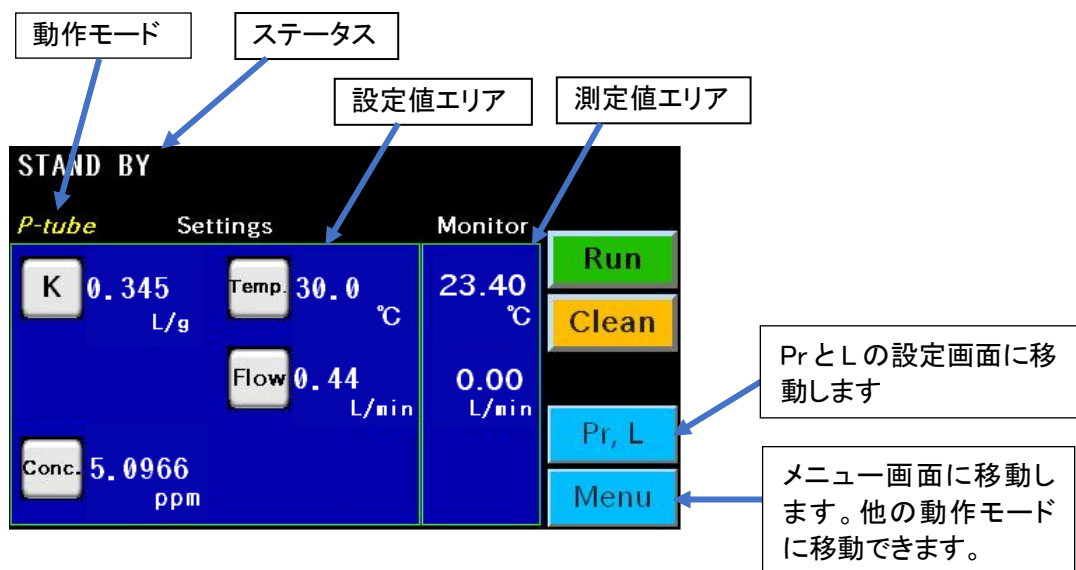 動作モード
ステータス
設定値エリア
測定値エリア
STAND BY
P-tube
Settings
Monitor
K
0.345
L/g
Temp.
30.0
℃
23.40
℃
Run
Clean
Flow
0.44
L/min
0.00
L/min
PrとLの設定画面に移
動します
Pr, L
Conc.
5.0966
ppm
Menu
メニュー画面に移動し
ます。他の動作モード
に移動できます。